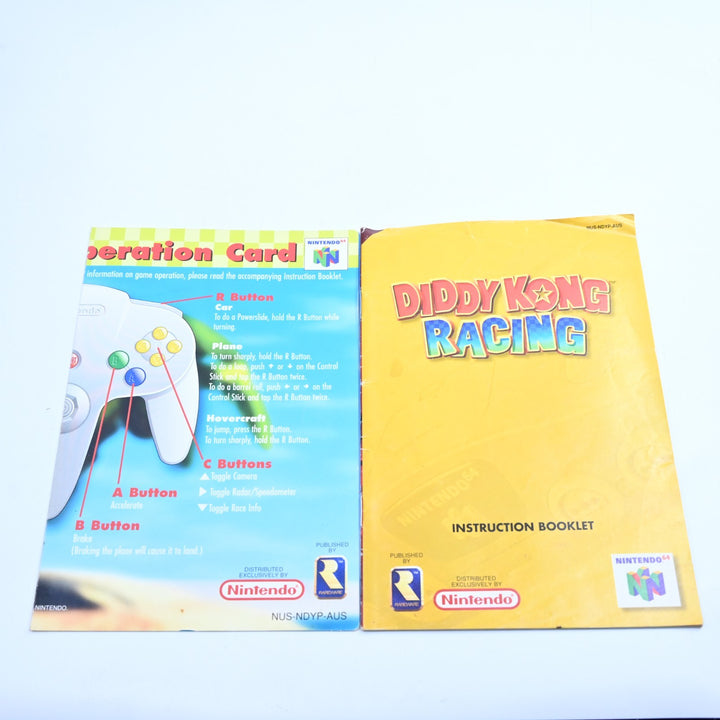 peration Card
NINTENDO 64
N
information on game operation, please read the accompanying Instruction Booklet.
R Button
Car
To do a Powerslide, hold the R Button while
turning.
Plane
To turn sharply, hold the R Button.
To do a loop, push + or + on the Control
Stick and tap the R Button twice.
To do a barrel roll, push + or + on the
Control Stick and tap the R Button twice.
Hovercraft
To jump, press the R Button.
To turn sharply, hold the R Button.
C Buttons
▲ Toggle Camera
▶ Toggle Radar/Speedometer
▼ Toggle Race Info
A Button
Accelerate
B Button
Brake
(Braking the plane will cause it to land.)
B
A
NINTENDO.
DISTRIBUTED
EXCLUSIVELY BY
Nintendo
PUBLISHED
BY
R
RAREWARE
NUS-NDYP-AUS
NUS-NDYP-AUS
DIDDY KONG
RACING
NINTENDO 64
INSTRUCTION BOOKLET
PUBLISHED
BY
R
RAREWARE
DISTRIBUTED
EXCLUSIVELY BY
Nintendo
NINTENDO 64
N